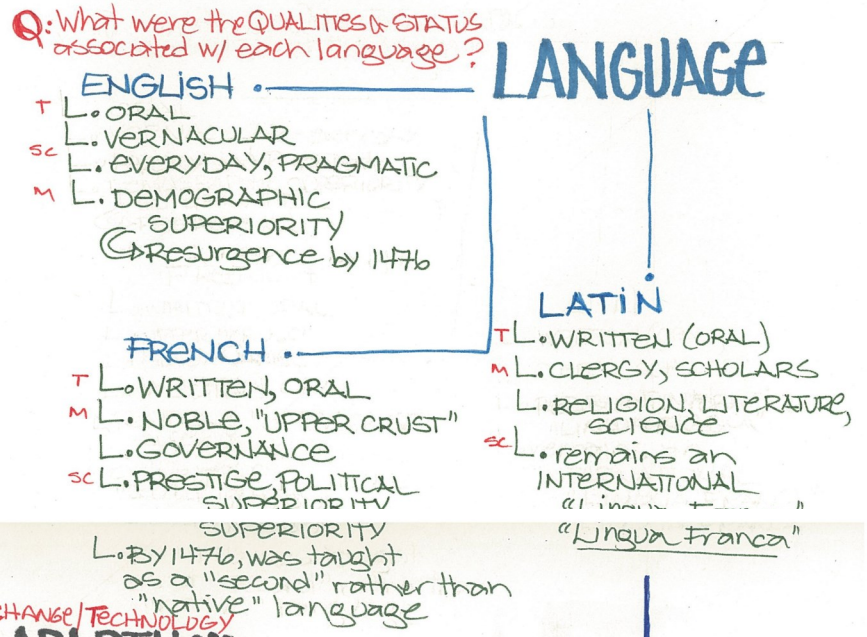 Q: What were the QUALITIES & STATUS
associated w/ each language?
LANGUAGE
ENGLISH
T L. ORAL
L. VERNACULAR
SC L. EVERYDAY, PRAGMATIC
M L. DEMOGRAPHIC
SUPERIORITY
Resurgence by 1476
FRENCH
T L. WRITTEN, ORAL
M L. NOBLE, "UPPER CRUST"
L. GOVERNANCE
SC L. PRESTIGE, POLITICAL
SUPERIORITY
SUPERIORITY
L. BY 1476, was taught
as a "second" rather than
"native" language
LATIN
T L. WRITTEN (ORAL)
M L. CLERGY, SCHOLARS
L. RELIGION, LITERATURE,
SCIENCE
SC L. remains an
INTERNATIONAL
"Lingua Franca"
"Lingua Franca"
CHANGE/TECHNOLOGY